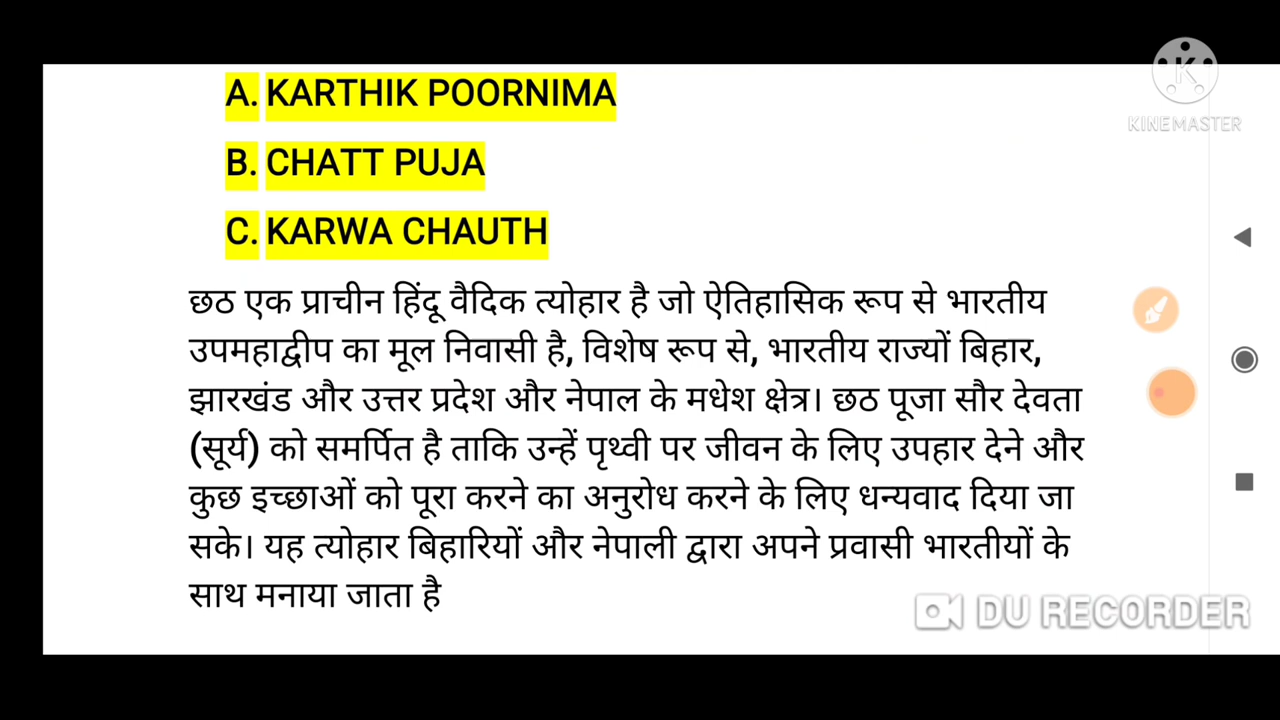 A. KARTHIK POORNIMA
KINEMASTER
B. CHATT PUJA
C. KARWA CHAUTH
छठ एक प्राचीन हिंदू वैदिक त्योहार है जो ऐतिहासिक रूप से भारतीय
उपमहाद्वीप का मूल निवासी है, विशेष रूप से, भारतीय राज्यों बिहार,
झारखंड और उत्तर प्रदेश और नेपाल के मधेश क्षेत्र। छठ पूजा सौर देवता
(सूर्य) को समर्पित है ताकि उन्हें पृथ्वी पर जीवन के लिए उपहार देने और
कुछ इच्छाओं को पूरा करने का अनुरोध करने के लिए धन्यवाद दिया जा
सके। यह त्योहार बिहारियों और नेपाली द्वारा अपने प्रवासी भारतीयों के
साथ मनाया जाता है
DU RECORDER